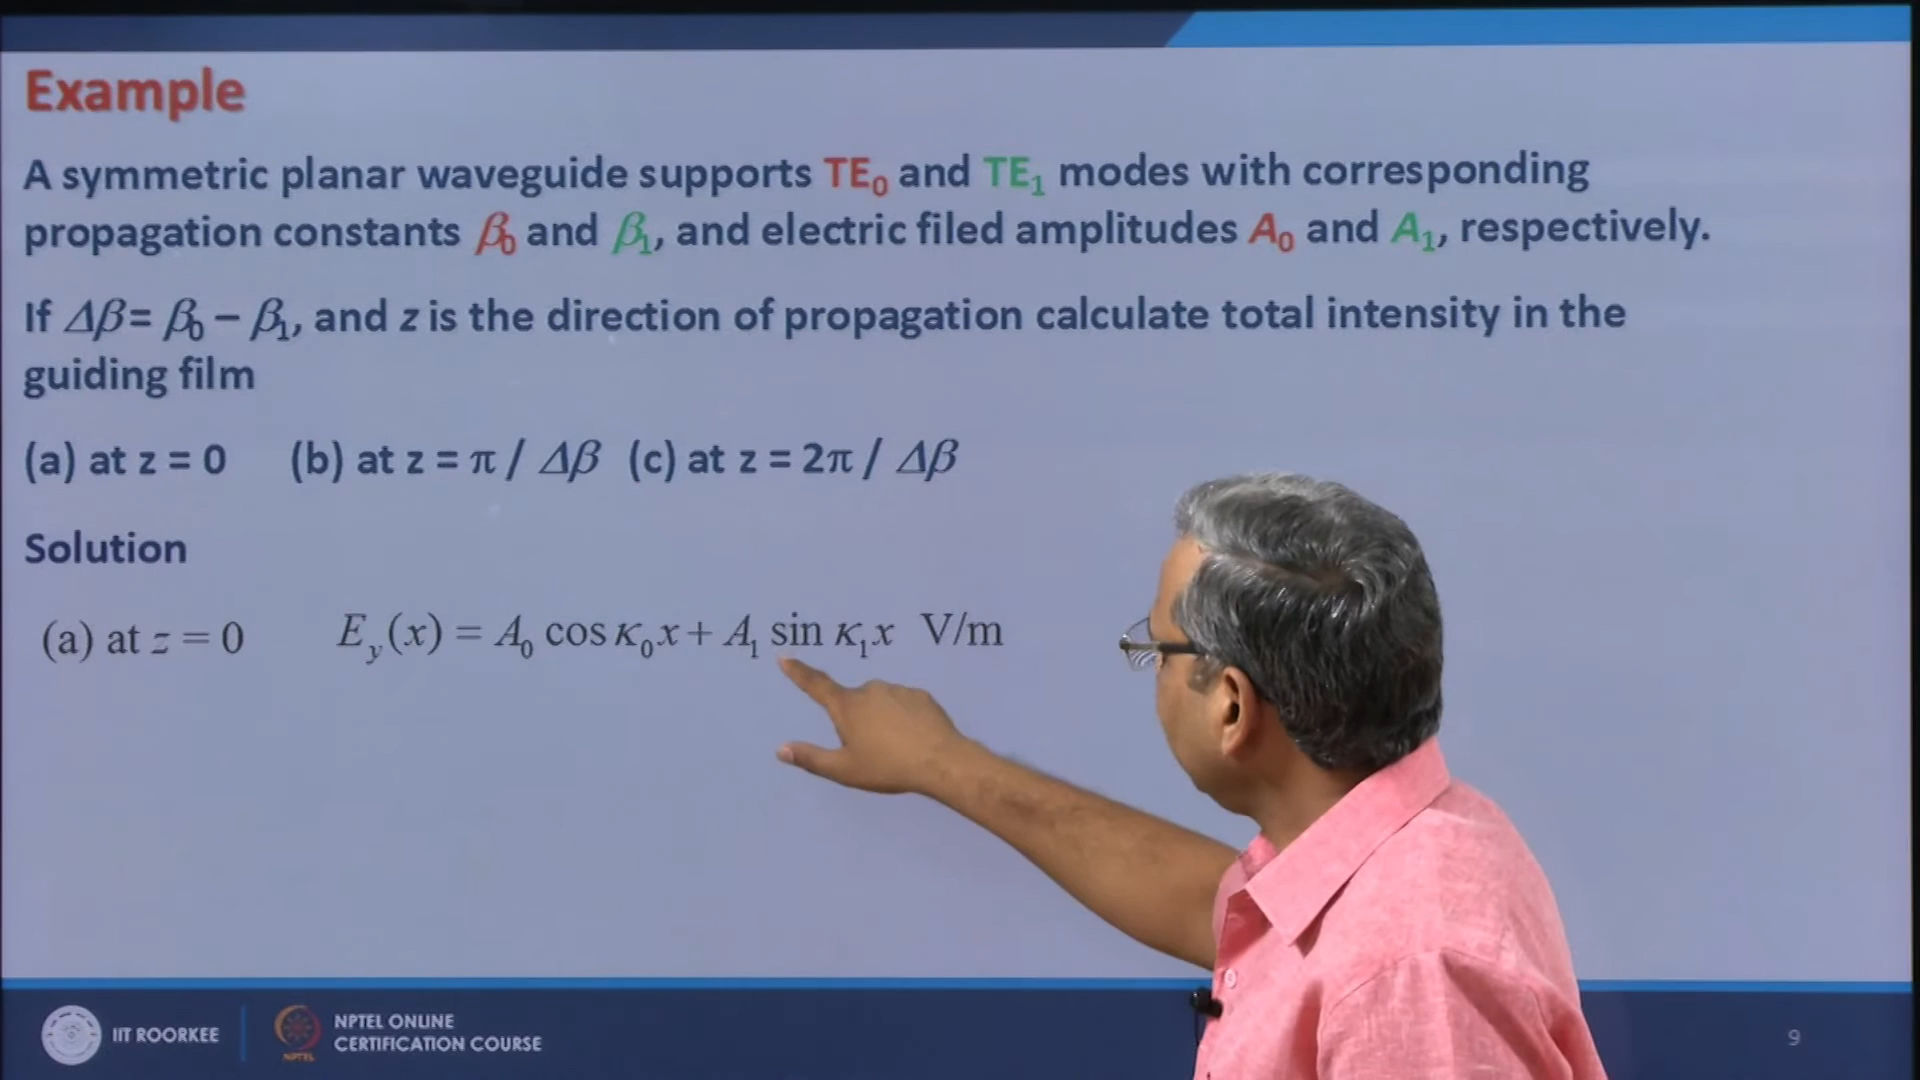 Example
A symmetric planar waveguide supports TE₀ and TE₁ modes with corresponding
propagation constants β₀ and β₁, and electric filed amplitudes A₀ and A₁, respectively.
If Δβ= β₀ – β₁, and z is the direction of propagation calculate total intensity in the
guiding film
(a) at z = 0 (b) at z = π / Δβ (c) at z = 2π / Δβ
Solution
(a) at z = 0 E_y(x) = A₀ cos κ₀x + A₁ sin κ₁x V/m
IIT ROORKEE
NPTEL
NPTEL ONLINE
CERTIFICATION COURSE
9